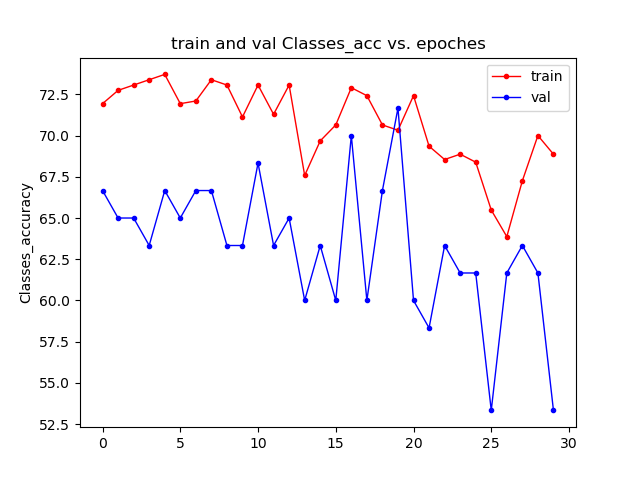 train and val Classes_acc vs. epoches
train
val
Classes_accuracy
72.5
70.0
67.5
65.0
62.5
60.0
57.5
55.0
52.5
0 5 10 15 20 25 30